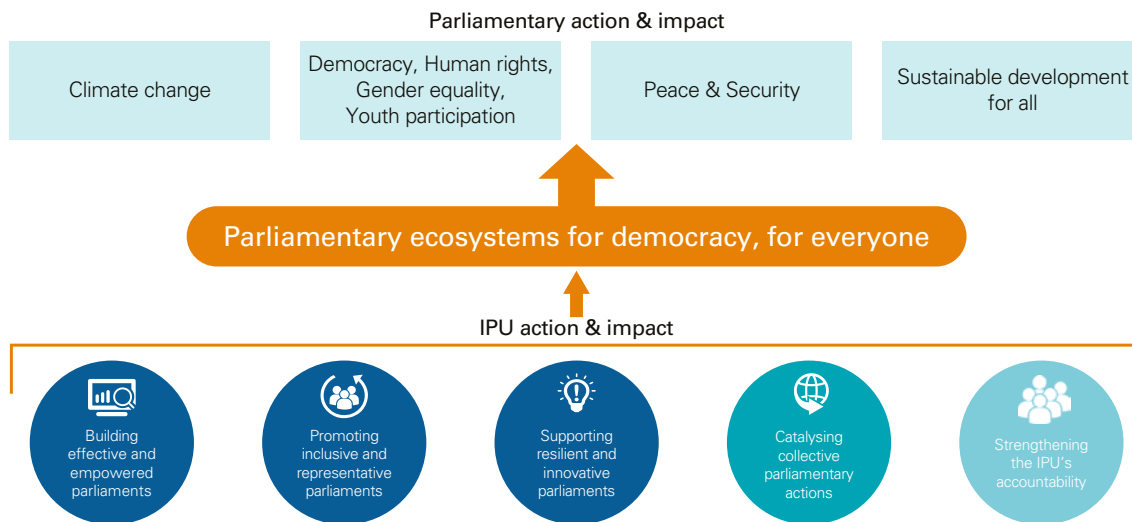 Parliamentary action & impact
Climate change
Democracy, Human rights,
Gender equality,
Youth participation
Peace & Security
Sustainable development
for all
Parliamentary ecosystems for democracy, for everyone
IPU action & impact
Building
effective and
empowered
parliaments
Promoting
inclusive and
representative
parliaments
Supporting
resilient and
innovative
parliaments
Catalysing
collective
parliamentary
actions
Strengthening
the IPU's
accountability